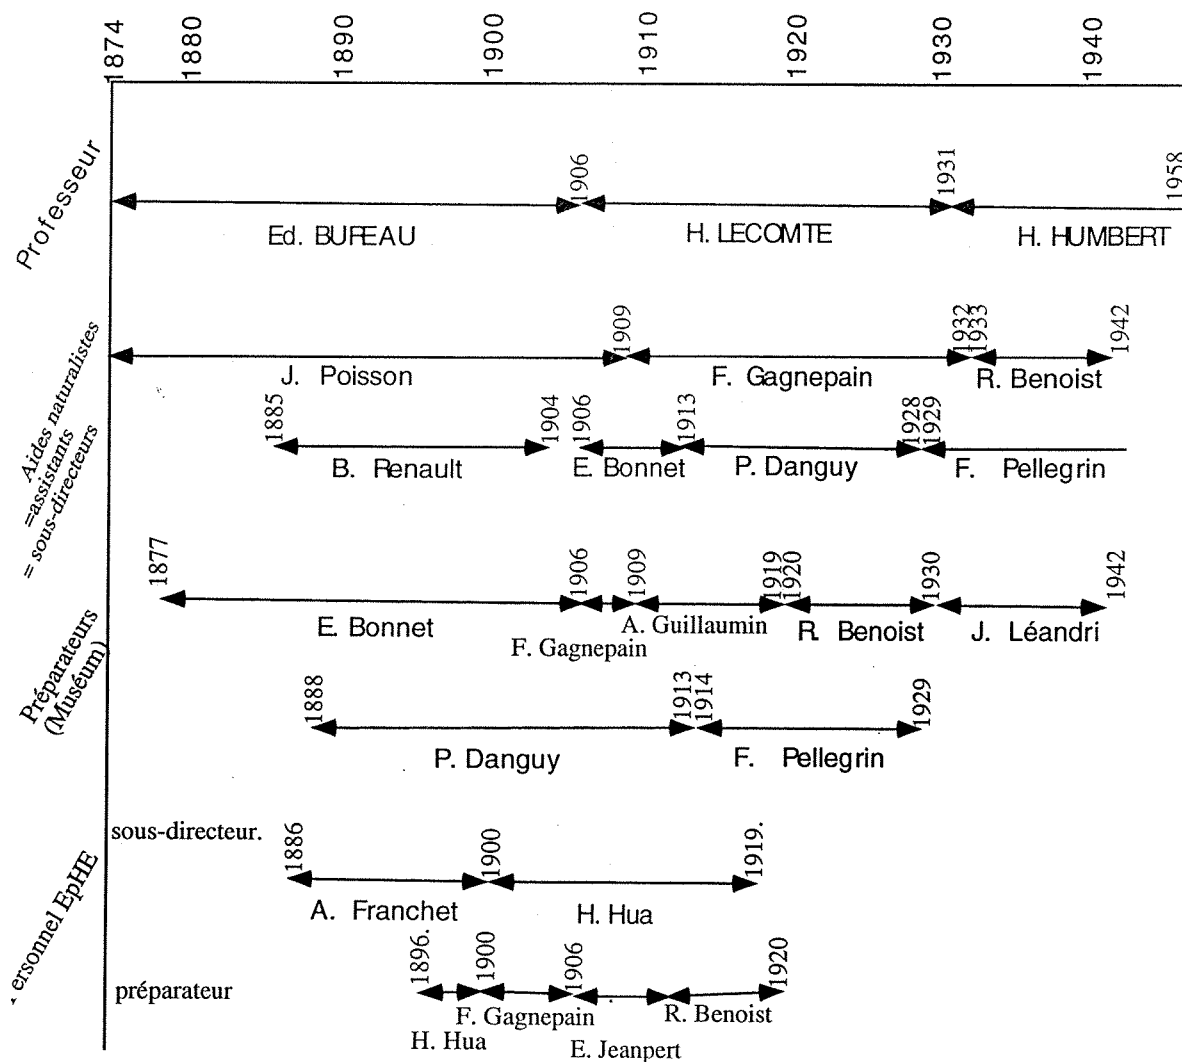 1874 1880 1890 1900 1910 1920 1930 1940
Professeur
1906 1931 1958
Ed. BUREAU H. LECOMTE H. HUMBERT
Aides naturalistes
=assistants
= sous-directeurs
1909 1932 1933 1942
J. Poisson F. Gagnepain R. Benoist
1885 1904 1906 1913 1928 1929
B. Renault E. Bonnet P. Danguy F. Pellegrin
Préparateurs
(Muséum)
1877 1906 1909 1919 1920 1930 1942
E. Bonnet F. Gagnepain A. Guillaumin R. Benoist J. Léandri
1888 1913 1914 1929
P. Danguy F. Pellegrin
Personnel EpHE
sous-directeur.
1886 1900 1919.
A. Franchet H. Hua
préparateur
1896. 1900 1906 1920
H. Hua F. Gagnepain E. Jeanpert R. Benoist